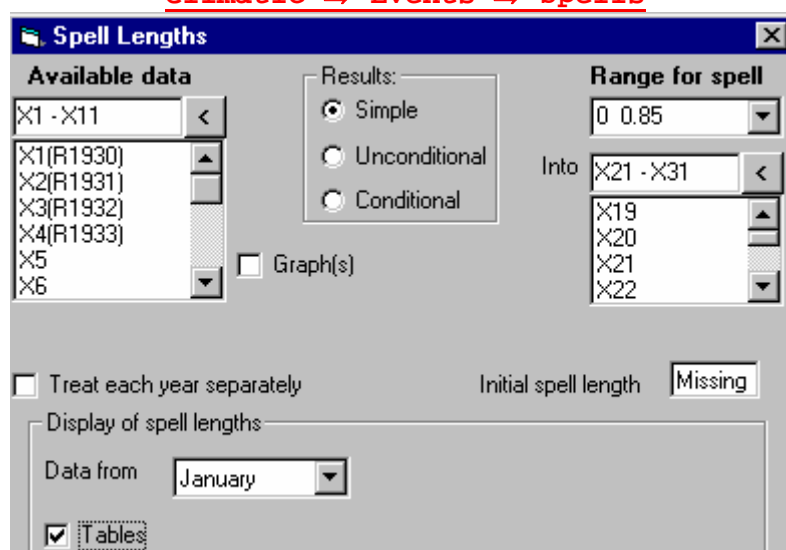 Climatic → Events → Spells
Spell Lengths
Available data
X1 - X11
<
X1(R1930)
X2(R1931)
X3(R1932)
X4(R1933)
X5
X6
Results:
Simple
Unconditional
Conditional
Graph(s)
Range for spell
0 0.85
Into
X21 - X31
<
X19
X20
X21
X22
Treat each year separately
Initial spell length
Missing
Display of spell lengths
Data from
January
Tables